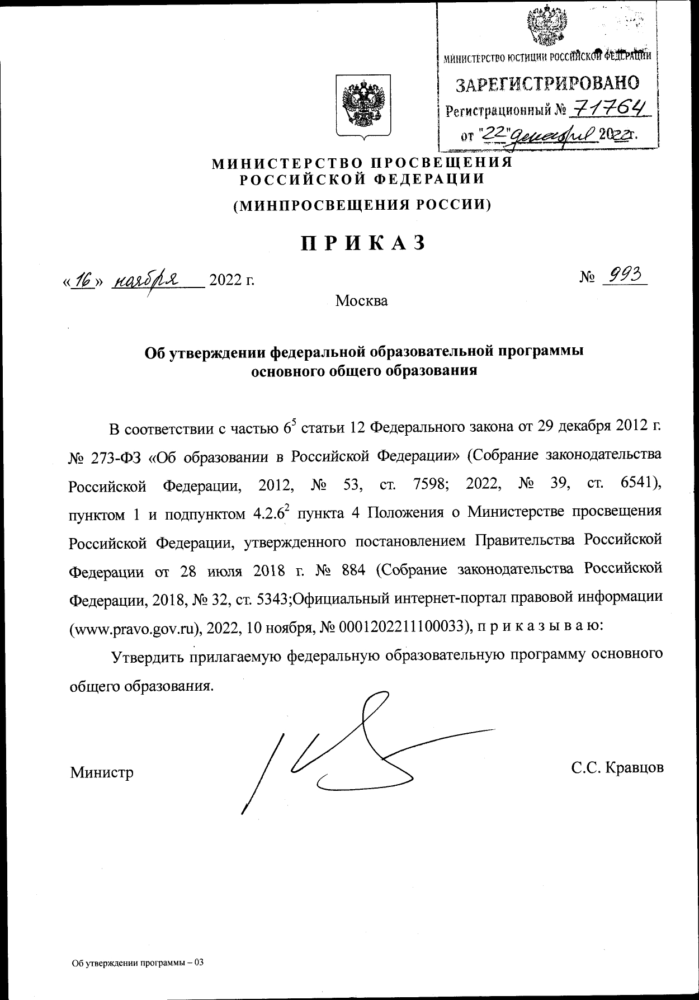 МИНИСТЕРСТВО ЮСТИЦИИ РОССИЙСКОЙ ФЕДЕРАЦИИ
ЗАРЕГИСТРИРОВАНО
Регистрационный № 71764
от "22" декабря 2022г.
МИНИСТЕРСТВО ПРОСВЕЩЕНИЯ
РОССИЙСКОЙ ФЕДЕРАЦИИ
(МИНПРОСВЕЩЕНИЯ РОССИИ)
П Р И К А З
«16» ноября 2022 г. № 993
Москва
Об утверждении федеральной образовательной программы
основного общего образования
В соответствии с частью 6⁵ статьи 12 Федерального закона от 29 декабря 2012 г.
№ 273-ФЗ «Об образовании в Российской Федерации» (Собрание законодательства
Российской Федерации, 2012, № 53, ст. 7598; 2022, № 39, ст. 6541),
пунктом 1 и подпунктом 4.2.6² пункта 4 Положения о Министерстве просвещения
Российской Федерации, утвержденного постановлением Правительства Российской
Федерации от 28 июля 2018 г. № 884 (Собрание законодательства Российской
Федерации, 2018, № 32, ст. 5343;Официальный интернет-портал правовой информации
(www.pravo.gov.ru), 2022, 10 ноября, № 0001202211100033), п р и к а з ы в а ю:
Утвердить прилагаемую федеральную образовательную программу основного
общего образования.
Министр С.С. Кравцов
Об утверждении программы – 03